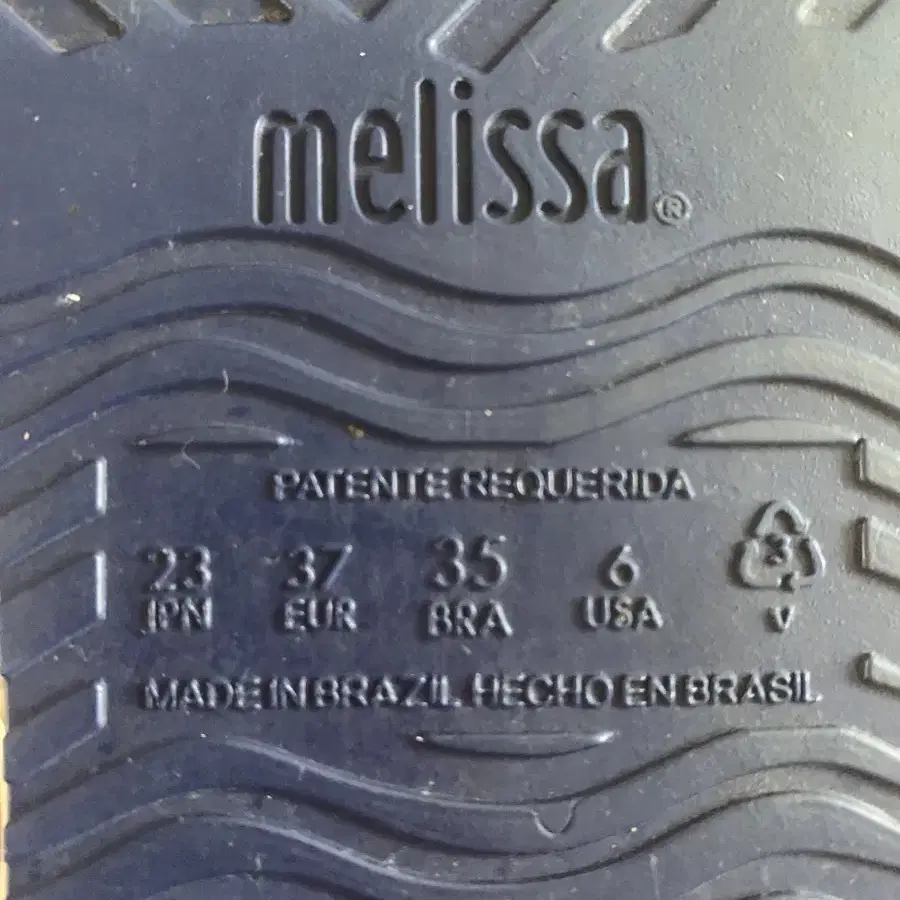 melissa®
PATENTE REQUERIDA
23 37 35 6 3
JPN EUR BRA USA V
MADE IN BRAZIL HECHO EN BRASIL